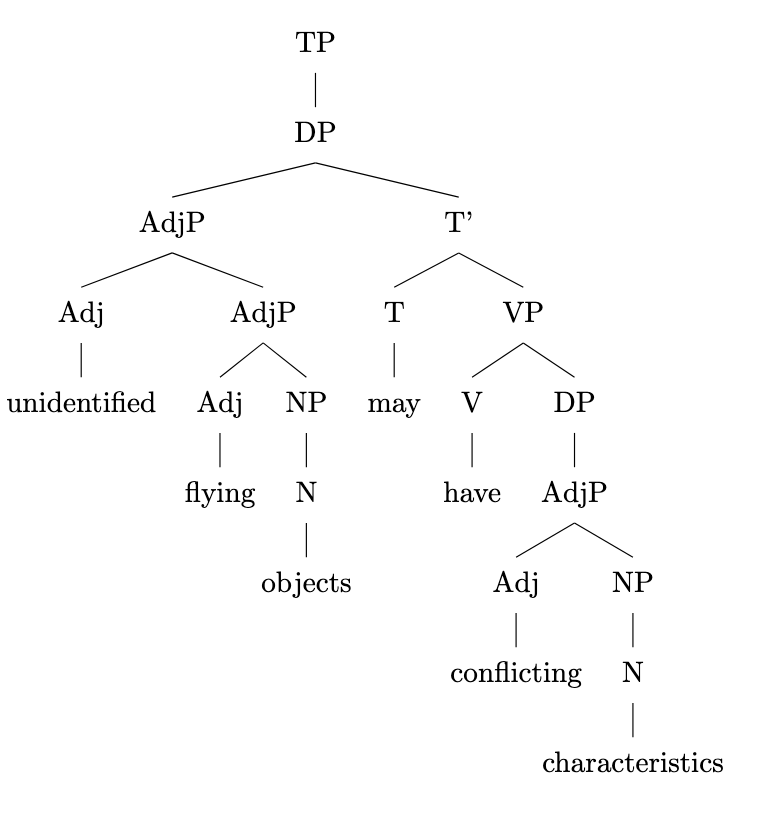 TP
DP
AdjP T’
Adj AdjP T VP
unidentified Adj NP may V DP
flying N have AdjP
objects Adj NP
conflicting N
characteristics